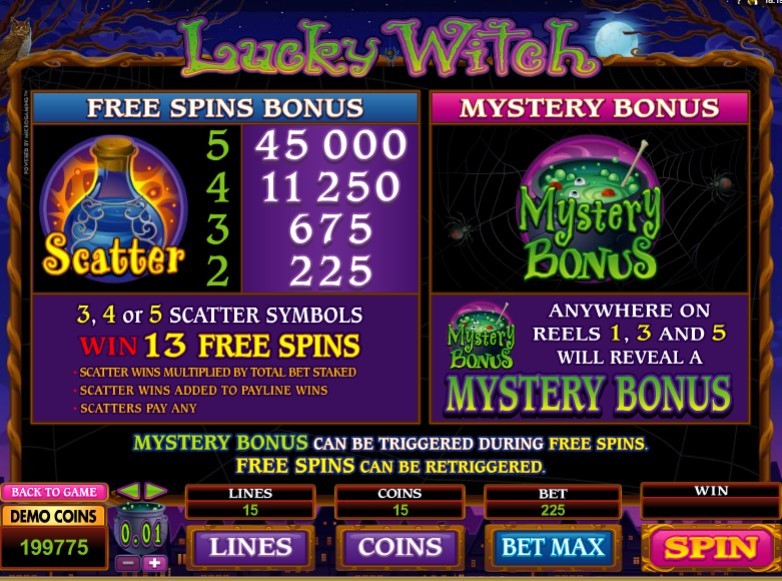 Lucky Witch
POWERED BY MICROGAMING™
FREE SPINS BONUS
Scatter
5 45 000
4 11 250
3 675
2 225
3, 4 or 5 SCATTER SYMBOLS
WIN 13 FREE SPINS
• SCATTER WINS MULTIPLIED BY TOTAL BET STAKED
• SCATTER WINS ADDED TO PAYLINE WINS
• SCATTERS PAY ANY
MYSTERY BONUS
Mystery
BONUS
Mystery
BONUS
ANYWHERE ON
REELS 1, 3 AND 5
WILL REVEAL A
MYSTERY BONUS
MYSTERY BONUS CAN BE TRIGGERED DURING FREE SPINS.
FREE SPINS CAN BE RETRIGGERED.
BACK TO GAME
DEMO COINS
199775
0.01
LINES
15
LINES
COINS
15
COINS
BET
225
BET MAX
WIN
SPIN